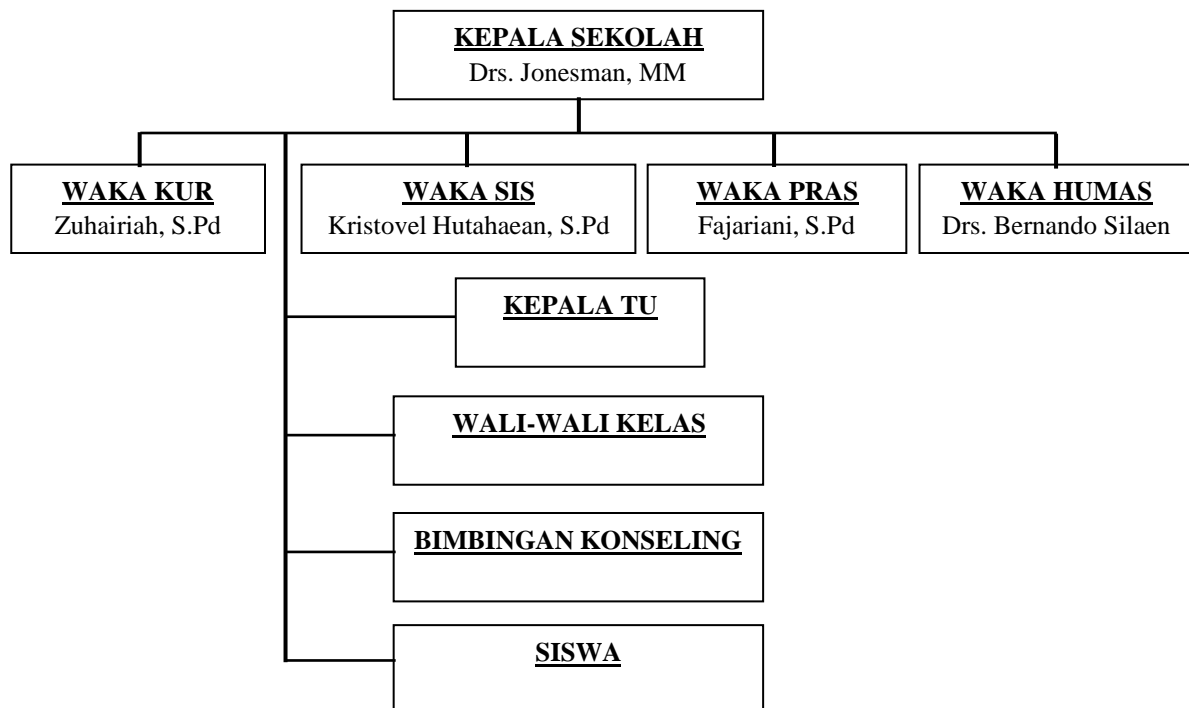 KEPALA SEKOLAH
Drs. Jonesman, MM
WAKA KUR
Zuhairiah, S.Pd
WAKA SIS
Kristovel Hutahaean, S.Pd
WAKA PRAS
Fajariani, S.Pd
WAKA HUMAS
Drs. Bernando Silaen
KEPALA TU
WALI-WALI KELAS
BIMBINGAN KONSELING
SISWA